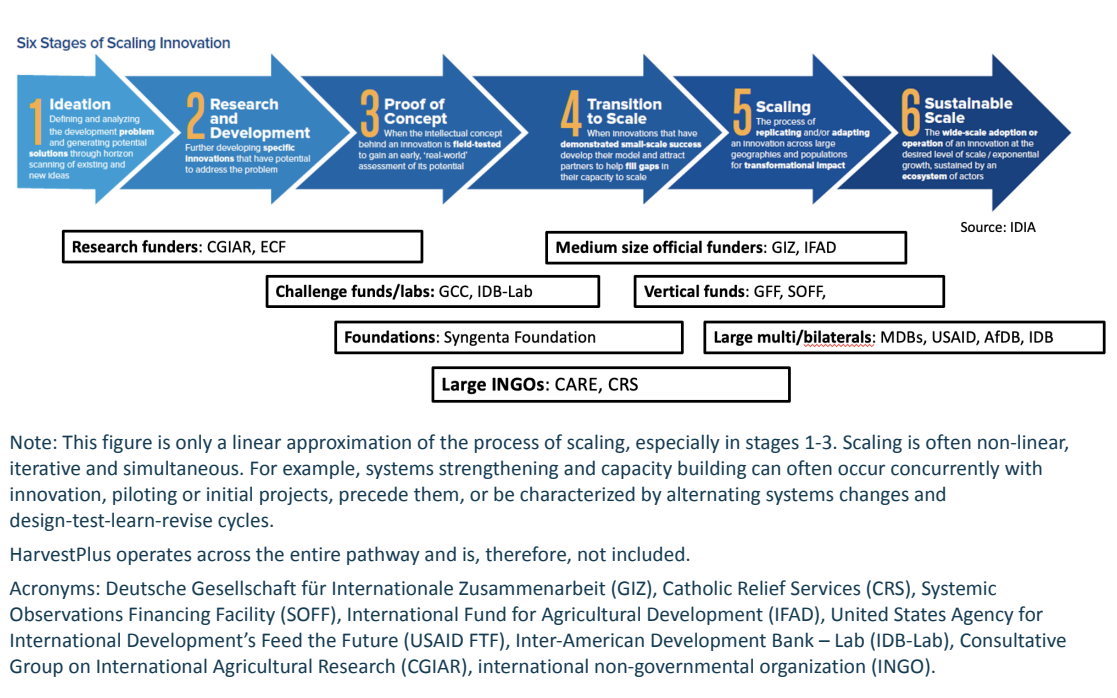 Six Stages of Scaling Innovation
1 Ideation
Defining and analyzing
the development problem
and generating potential
solutions through horizon
scanning of existing and
new ideas
2 Research
and
Development
Further developing specific
innovations that have potential
to address the problem
3 Proof of
Concept
When the intellectual concept
behind an innovation is field-tested
to gain an early, 'real-world'
assessment of its potential
4 Transition
to Scale
When innovations that have
demonstrated small-scale success
develop their model and attract
partners to help fill gaps in
their capacity to scale
5 Scaling
The process of
replicating and/or adapting
an innovation across large
geographies and populations
for transformational impact
6 Sustainable
Scale
The wide-scale adoption or
operation of an innovation at the
desired level of scale / exponential
growth, sustained by an
ecosystem of actors
Source: IDIA
Research funders: CGIAR, ECF
Medium size official funders: GIZ, IFAD
Challenge funds/labs: GCC, IDB-Lab
Vertical funds: GFF, SOFF,
Foundations: Syngenta Foundation
Large multi/bilaterals: MDBs, USAID, AfDB, IDB
Large INGOs: CARE, CRS
Note: This figure is only a linear approximation of the process of scaling, especially in stages 1-3. Scaling is often non-linear,
iterative and simultaneous. For example, systems strengthening and capacity building can often occur concurrently with
innovation, piloting or initial projects, precede them, or be characterized by alternating systems changes and
design-test-learn-revise cycles.
HarvestPlus operates across the entire pathway and is, therefore, not included.
Acronyms: Deutsche Gesellschaft für Internationale Zusammenarbeit (GIZ), Catholic Relief Services (CRS), Systemic
Observations Financing Facility (SOFF), International Fund for Agricultural Development (IFAD), United States Agency for
International Development's Feed the Future (USAID FTF), Inter-American Development Bank – Lab (IDB-Lab), Consultative
Group on International Agricultural Research (CGIAR), international non-governmental organization (INGO).